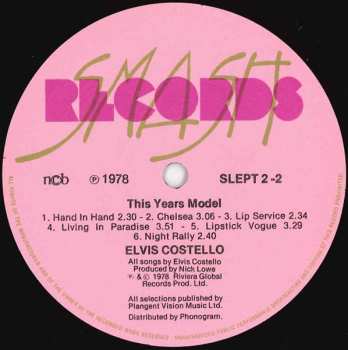 SMASH
RECORDS
ncb
℗ 1978
SLEPT 2-2
This Years Model
1. Hand In Hand 2.30 - 2. Chelsea 3.06 - 3. Lip Service 2.34
4. Living in Paradise 3.51 - 5. Lipstick Vogue 3.29
6. Night Rally 2.40
ELVIS COSTELLO
All songs by Elvis Costello
Produced by Nick Lowe
℗ & © 1978 Riviera Global
Records Prod. Ltd.
All selections published by
Plangent Vision Music Ltd.
Distributed by Phonogram.